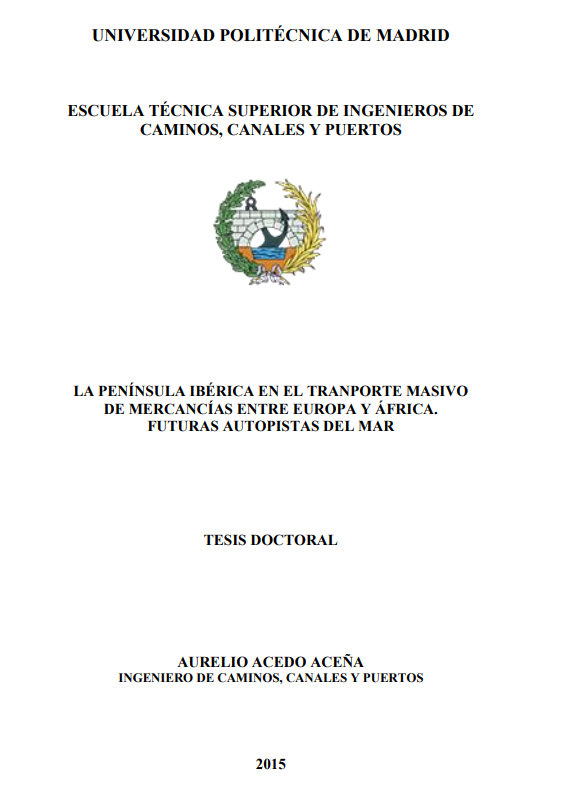 UNIVERSIDAD POLITÉCNICA DE MADRID
ESCUELA TÉCNICA SUPERIOR DE INGENIEROS DE
CAMINOS, CANALES Y PUERTOS
LA PENÍNSULA IBÉRICA EN EL TRANPORTE MASIVO
DE MERCANCÍAS ENTRE EUROPA Y ÁFRICA.
FUTURAS AUTOPISTAS DEL MAR
TESIS DOCTORAL
AURELIO ACEDO ACEÑA
INGENIERO DE CAMINOS, CANALES Y PUERTOS
2015